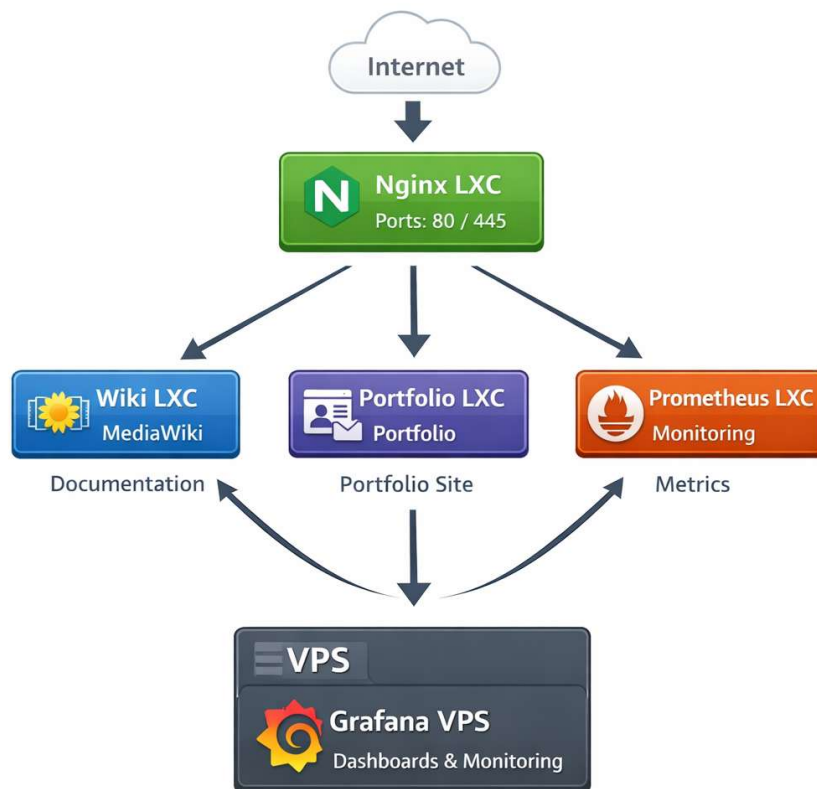 Internet
N
Nginx LXC
Ports: 80 / 445
Wiki LXC
MediaWiki
Portfolio LXC
Portfolio
Prometheus LXC
Monitoring
Documentation
Portfolio Site
Metrics
VPS
Grafana VPS
Dashboards & Monitoring